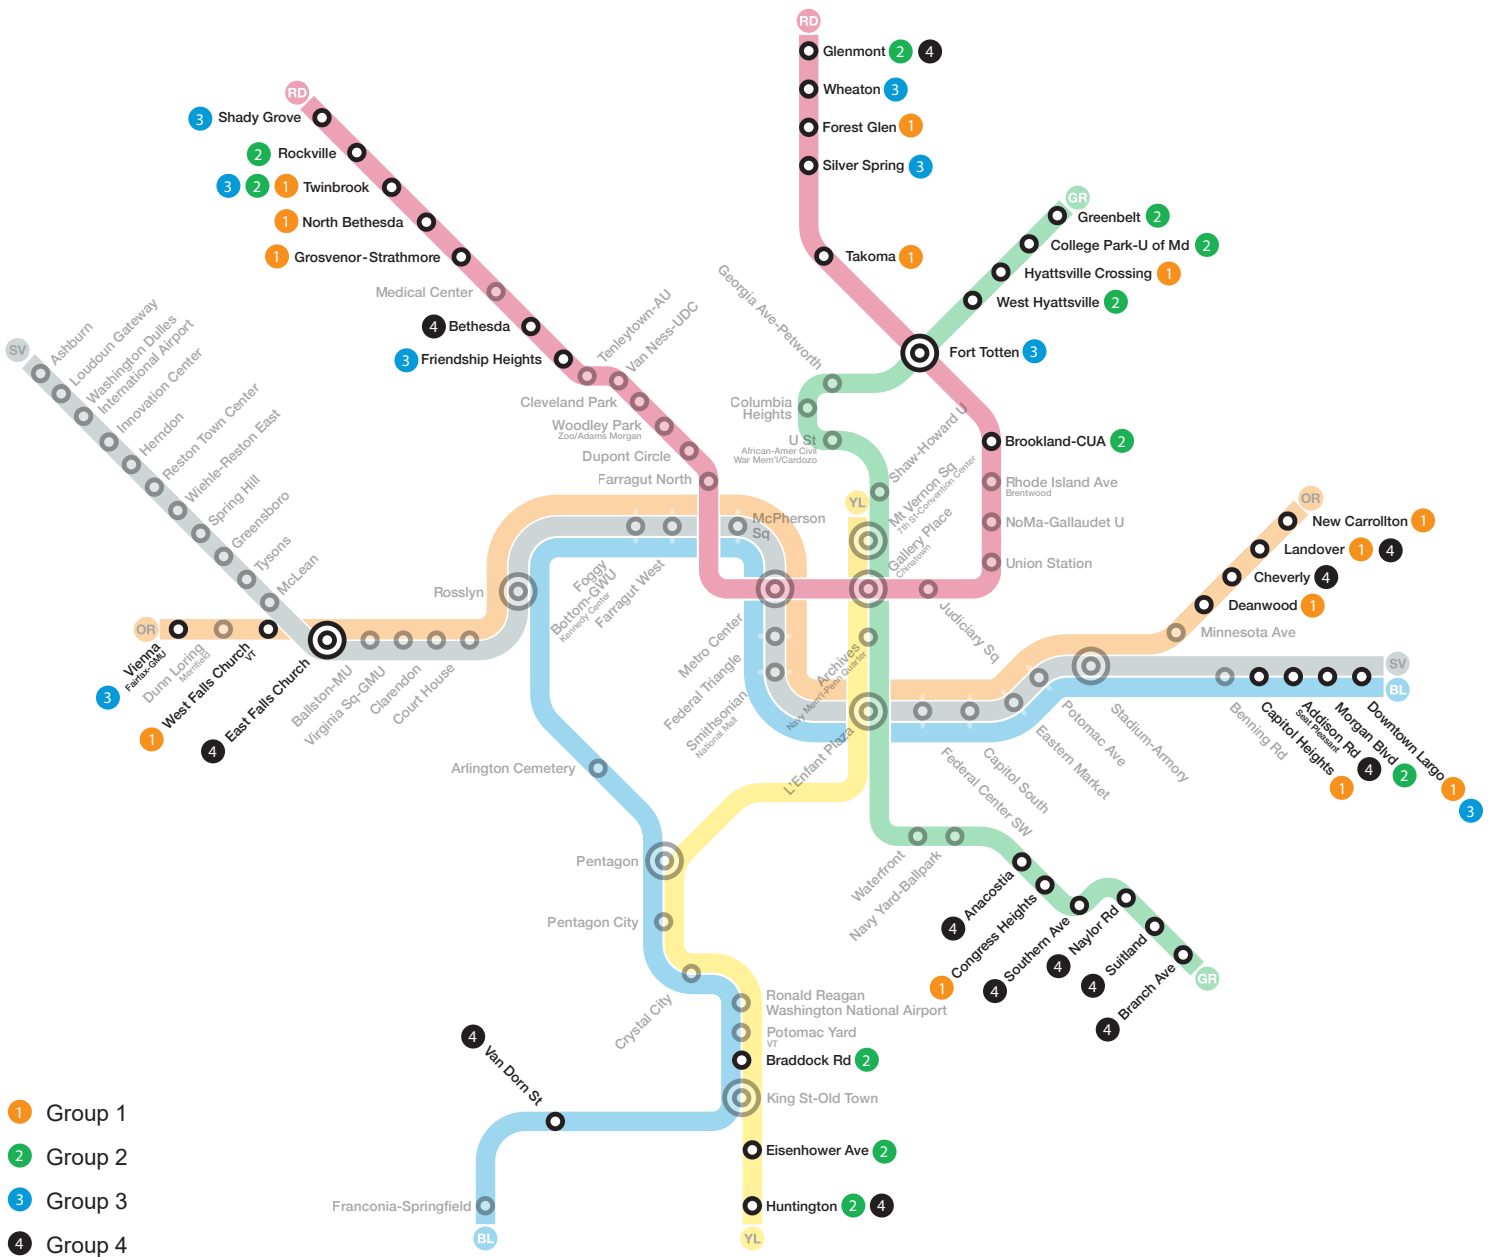 RD
Glenmont 2 4
Wheaton 3
Forest Glen 1
Silver Spring 3
Takoma 1
RD
3 Shady Grove
2 Rockville
3 2 1 Twinbrook
1 North Bethesda
1 Grosvenor-Strathmore
Medical Center
4 Bethesda
3 Friendship Heights
Tenleytown-AU
Van Ness-UDC
Cleveland Park
Woodley Park
Zoo/Adams Morgan
Dupont Circle
Farragut North
GR
Greenbelt 2
College Park-U of Md 2
Hyattsville Crossing 1
West Hyattsville 2
Fort Totten 3
Georgia Ave-Petworth
Columbia
Heights
U St
African-Amer Civil
War Mem'l/Cardozo
Shaw-Howard U
Mt Vernon Sq
7th St-Convention Center
Gallery Place
Chinatown
Brookland-CUA 2
Rhode Island Ave
Brentwood
NoMa-Gallaudet U
Union Station
Judiciary Sq
SV
Ashburn
Loudoun Gateway
Washington Dulles
International Airport
Innovation Center
Herndon
Reston Town Center
Wiehle-Reston East
Spring Hill
Greensboro
Tysons
McLean
OR
Vienna
Fairfax-GMU
3
Dunn Loring
Merrifield
West Falls Church
VT
1
East Falls Church
4
Ballston-MU
Virginia Sq-GMU
Clarendon
Court House
Rosslyn
Foggy
Bottom-GWU
Kennedy Center
Farragut West
McPherson
Sq
Metro Center
Federal Triangle
Smithsonian
National Mall
YL
Archives
Navy Mem'l-Penn Quarter
L'Enfant Plaza
Federal Center SW
Capitol South
Eastern Market
Potomac Ave
Stadium-Armory
OR
New Carrollton 1
Landover 1 4
Cheverly 4
Deanwood 1
Minnesota Ave
SV
BL
Benning Rd
Capitol Heights
1
Addison Rd
Seat Pleasant
4
Morgan Blvd
2
Downtown Largo
1
3
Arlington Cemetery
Pentagon
Pentagon City
Crystal City
Ronald Reagan
Washington National Airport
Potomac Yard
VT
Braddock Rd 2
King St-Old Town
Eisenhower Ave 2
Huntington 2 4
YL
4
Van Dorn St
Franconia-Springfield
BL
Waterfront
Navy Yard-Ballpark
Anacostia
4
Congress Heights
1
Southern Ave
4
Naylor Rd
4
Suitland
4
Branch Ave
4
GR
1 Group 1
2 Group 2
3 Group 3
4 Group 4